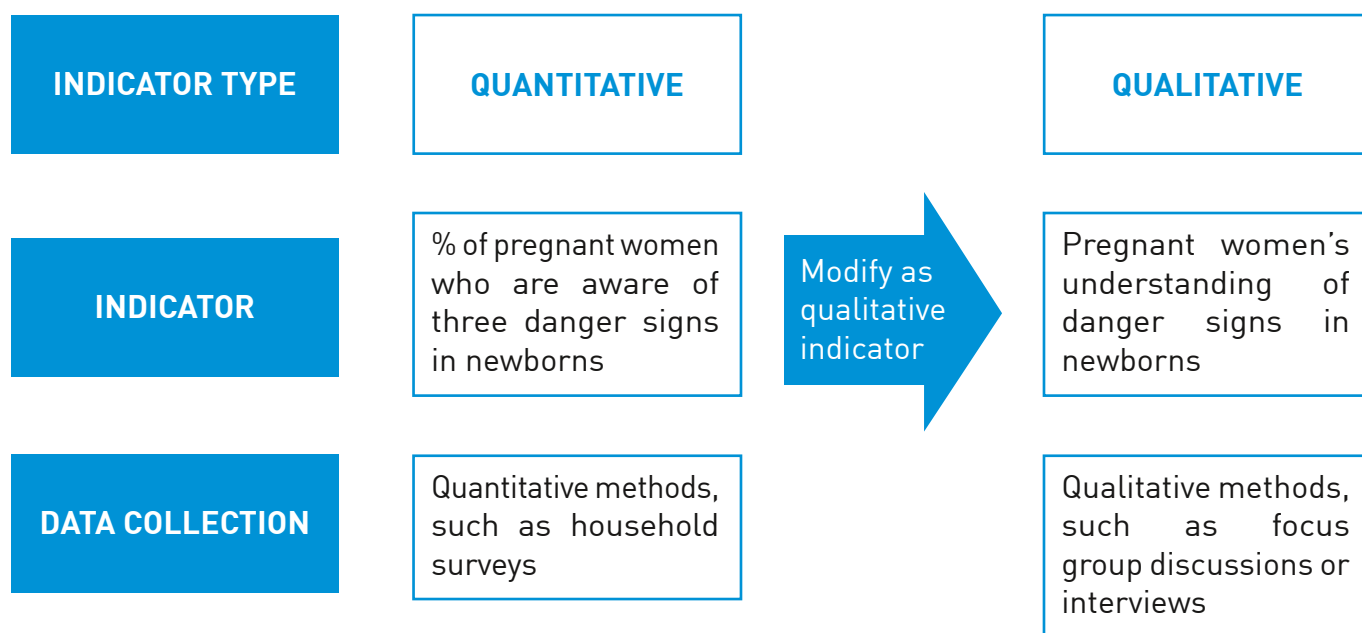 INDICATOR TYPE
QUANTITATIVE
QUALITATIVE
INDICATOR
% of pregnant women
who are aware of
three danger signs
in newborns
Modify as
qualitative
indicator
Pregnant women’s
understanding of
danger signs in
newborns
DATA COLLECTION
Quantitative methods,
such as household
surveys
Qualitative methods,
such as focus
group discussions or
interviews